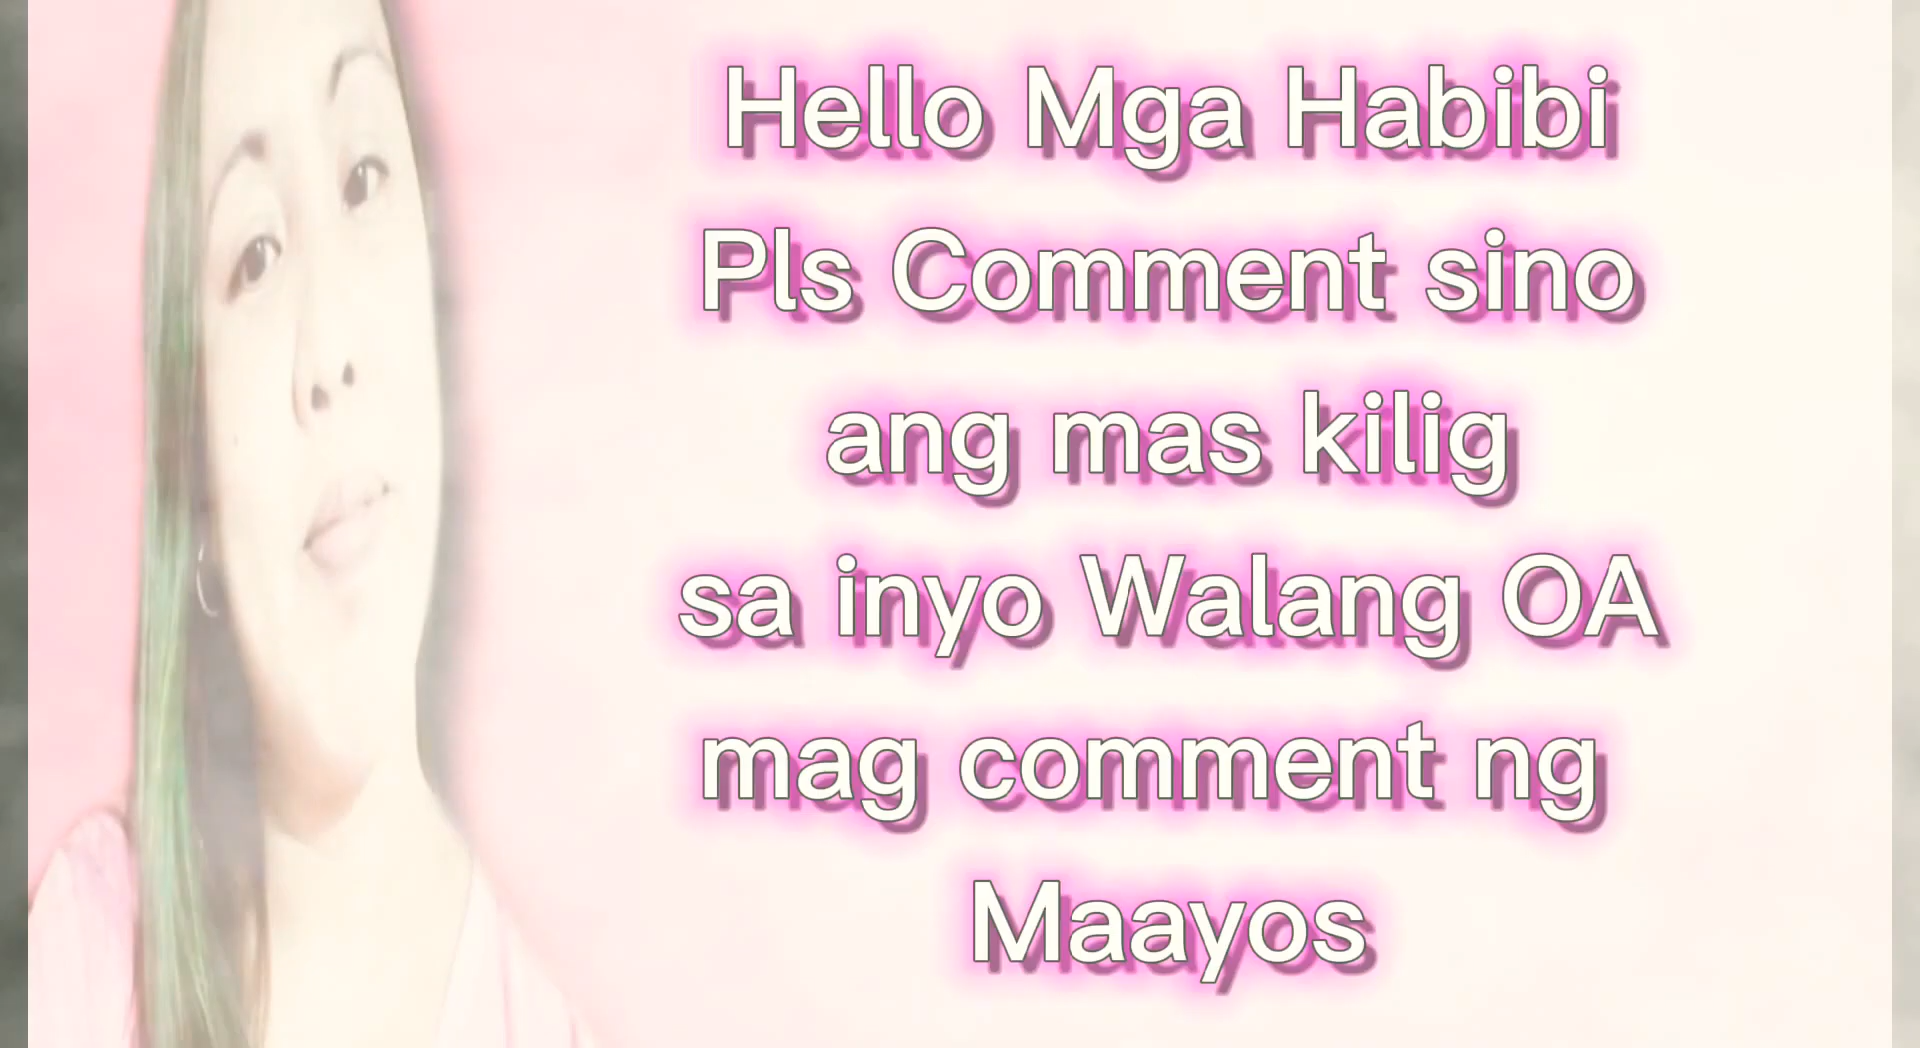 Hello Mga Habibi
Pls Comment sino
ang mas kilig
sa inyo Walang OA
mag comment ng
Maayos